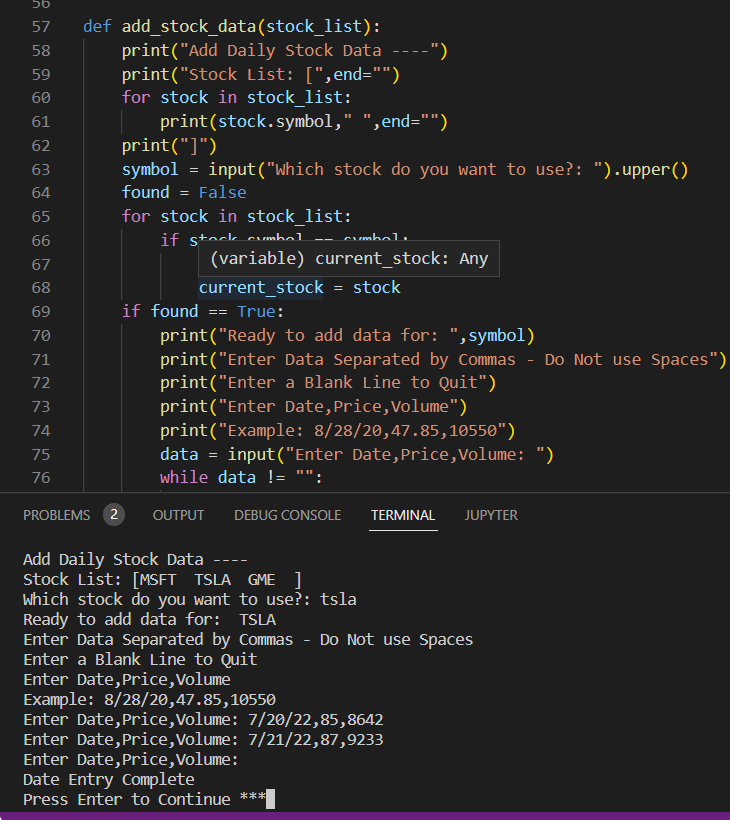 56
57 def add_stock_data(stock_list):
58 print("Add Daily Stock Data ----")
59 print("Stock List: [",end="")
60 for stock in stock_list:
61 print(stock.symbol," ",end="")
62 print("]")
63 symbol = input("Which stock do you want to use?: ").upper()
64 found = False
65 for stock in stock_list:
66 if stock.symbol == symbol:
(variable) current_stock: Any
67
68 current_stock = stock
69 if found == True:
70 print("Ready to add data for: ",symbol)
71 print("Enter Data Separated by Commas - Do Not use Spaces")
72 print("Enter a Blank Line to Quit")
73 print("Enter Date,Price,Volume")
74 print("Example: 8/28/20,47.85,10550")
75 data = input("Enter Date,Price,Volume: ")
76 while data != "":
PROBLEMS 2 OUTPUT DEBUG CONSOLE TERMINAL JUPYTER
Add Daily Stock Data ----
Stock List: [MSFT  TSLA  GME  ]
Which stock do you want to use?: tsla
Ready to add data for:  TSLA
Enter Data Separated by Commas - Do Not use Spaces
Enter a Blank Line to Quit
Enter Date,Price,Volume
Example: 8/28/20,47.85,10550
Enter Date,Price,Volume: 7/20/22,85,8642
Enter Date,Price,Volume: 7/21/22,87,9233
Enter Date,Price,Volume:
Date Entry Complete
Press Enter to Continue ***